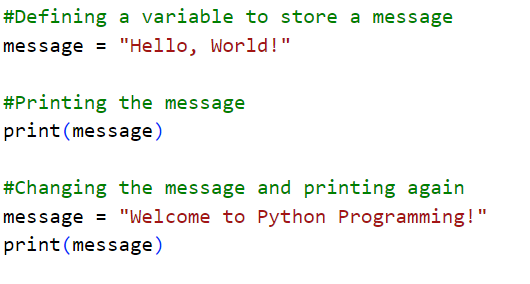 #Defining a variable to store a message
message = "Hello, World!"
#Printing the message
print(message)
#Changing the message and printing again
message = "Welcome to Python Programming!"
print(message)